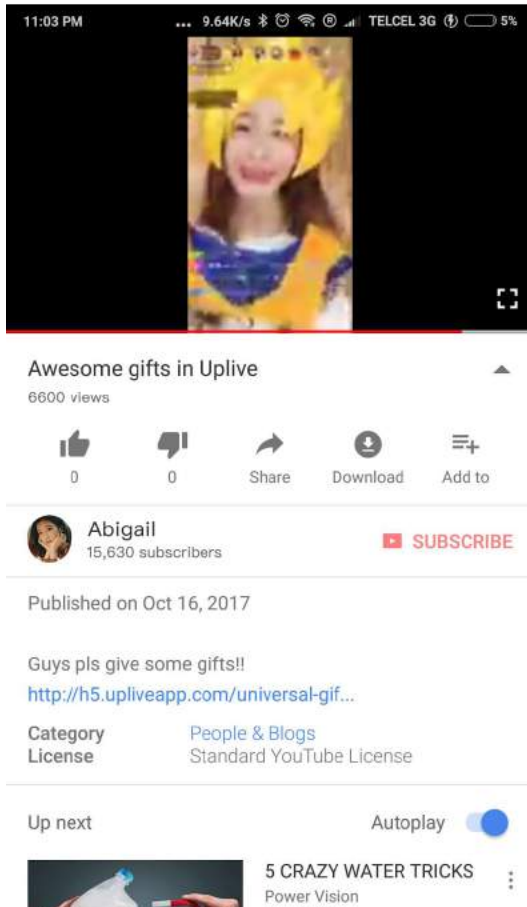 11:03 PM ... 9.64K/s ® TELCEL 3G 5%
Awesome gifts in Uplive
6600 views
0 0 Share Download Add to
Abigail SUBSCRIBE
15,630 subscribers
Published on Oct 16, 2017
Guys pls give some gifts!!
http://h5.upliveapp.com/universal-gif...
Category People & Blogs
License Standard YouTube License
Up next Autoplay
5 CRAZY WATER TRICKS
Power Vision